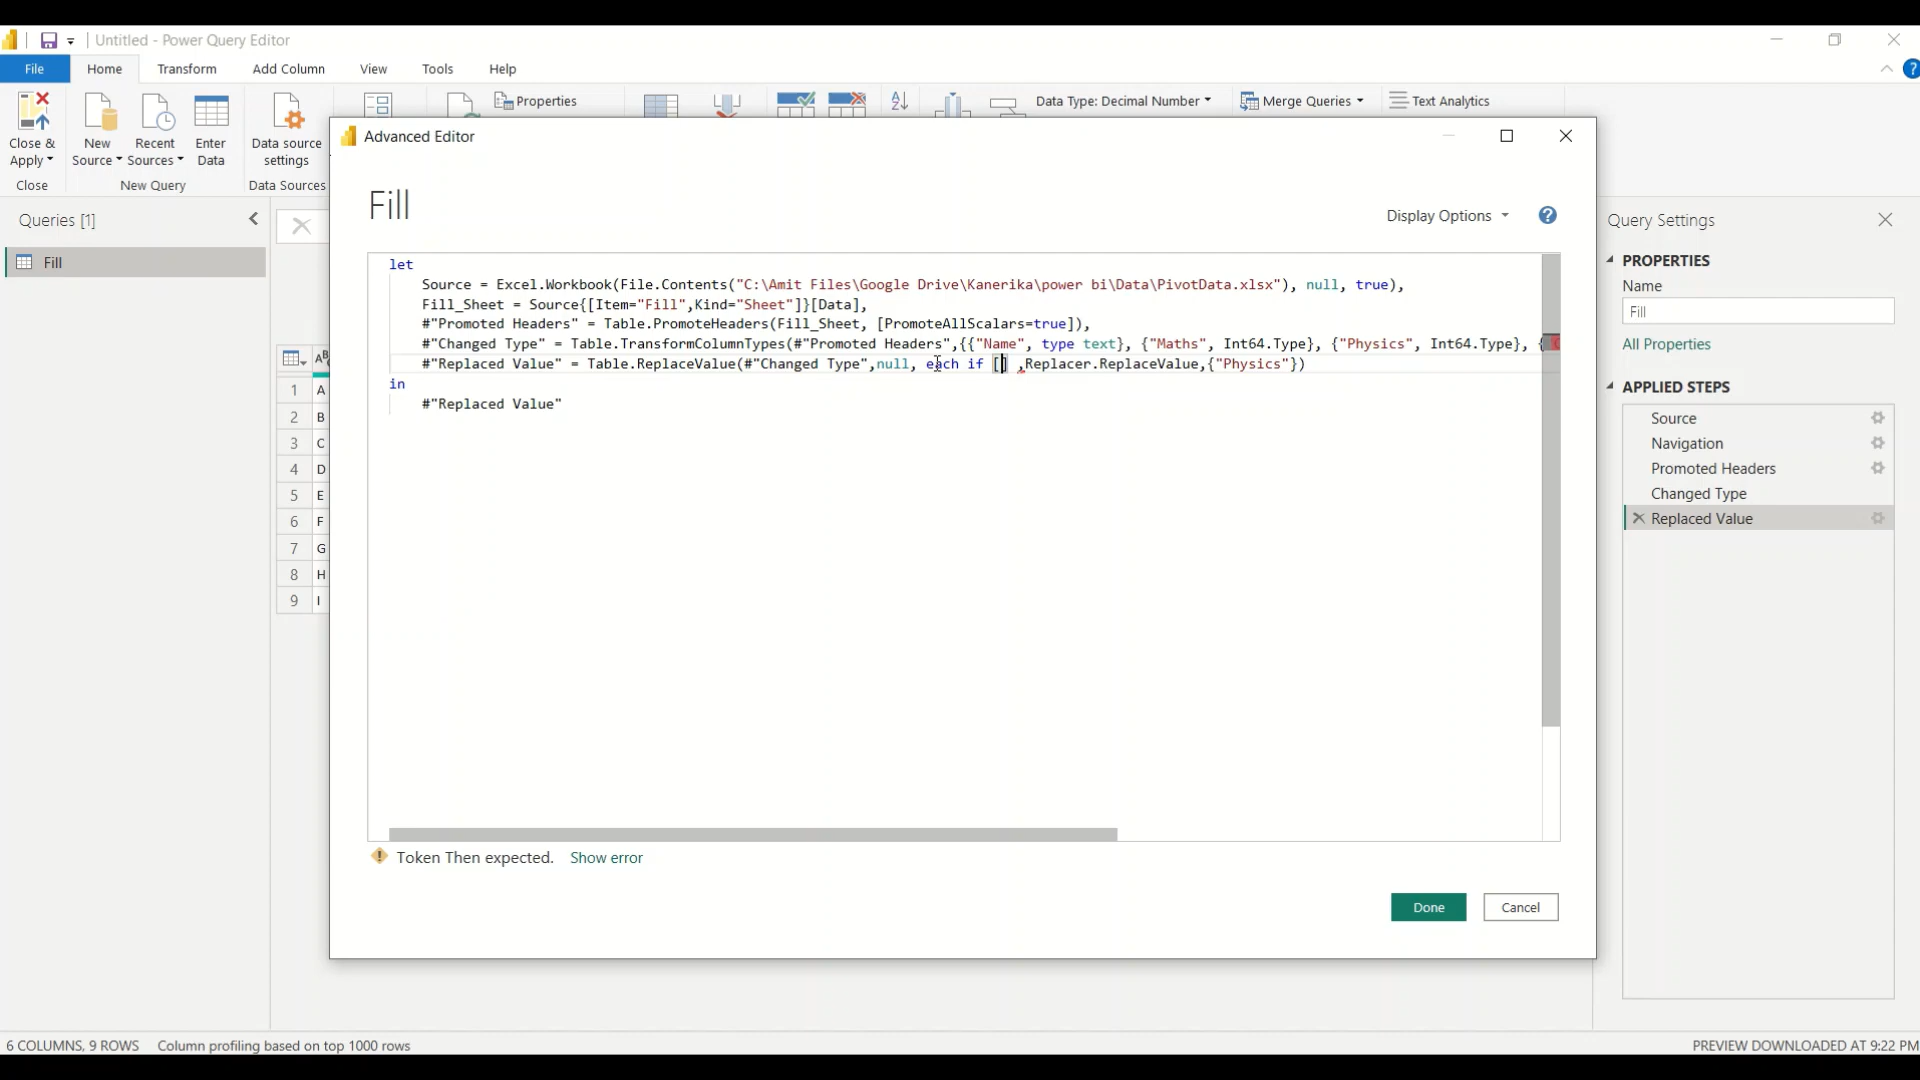 Untitled - Power Query Editor
File Home Transform Add Column View Tools Help
Close & Apply
New Source
Recent Sources
Enter Data
Data source settings
Properties
Data Type: Decimal Number
Merge Queries
Text Analytics
Close
New Query
Data Sources
Queries [1]
Fill
1 A
2 B
3 C
4 D
5 E
6 F
7 G
8 H
9 I
Advanced Editor
Fill
Display Options
let
Source = Excel.Workbook(File.Contents("C:\Amit Files\Google Drive\Kanerika\power bi\Data\PivotData.xlsx"), null, true),
Fill_Sheet = Source{[Item="Fill",Kind="Sheet"]}[Data],
#"Promoted Headers" = Table.PromoteHeaders(Fill_Sheet, [PromoteAllScalars=true]),
#"Changed Type" = Table.TransformColumnTypes(#"Promoted Headers",{{"Name", type text}, {"Maths", Int64.Type}, {"Physics", Int64.Type}, {
#"Replaced Value" = Table.ReplaceValue(#"Changed Type",null, each if [] ,Replacer.ReplaceValue,{"Physics"})
in
#"Replaced Value"
Token Then expected. Show error
Done
Cancel
Query Settings
PROPERTIES
Name
Fill
All Properties
APPLIED STEPS
Source
Navigation
Promoted Headers
Changed Type
Replaced Value
6 COLUMNS, 9 ROWS Column profiling based on top 1000 rows
PREVIEW DOWNLOADED AT 9:22 PM